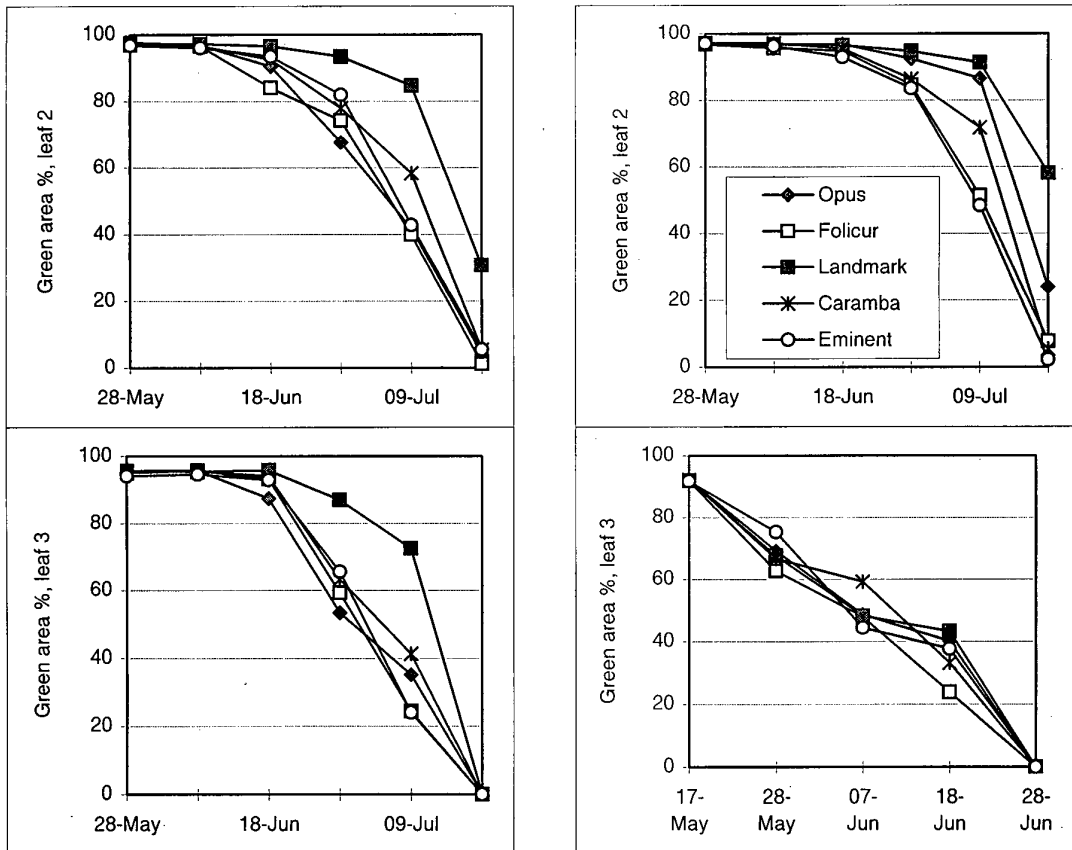 Green area %, leaf 2
100
80
60
40
20
0
28-May
18-Jun
09-Jul
Green area %, leaf 2
100
80
60
40
20
0
28-May
18-Jun
09-Jul
Opus
Folicur
Landmark
Caramba
Eminent
Green area %, leaf 3
100
80
60
40
20
0
28-May
18-Jun
09-Jul
Green area %, leaf 3
100
80
60
40
20
0
17-May
28-May
07-Jun
18-Jun
28-Jun